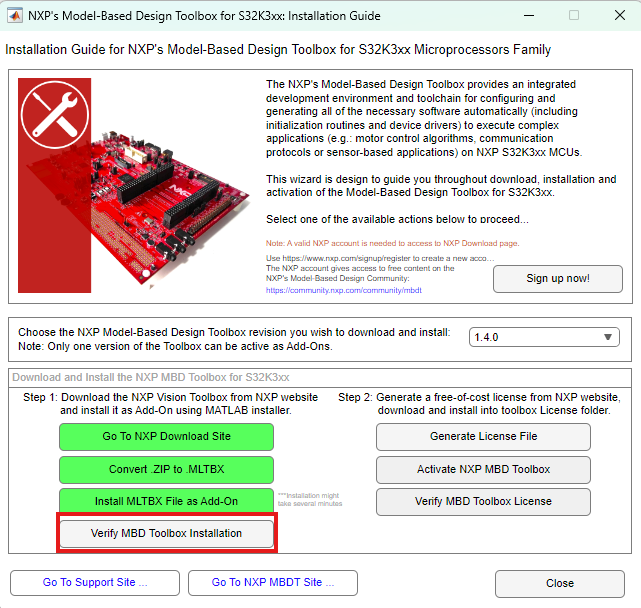 NXP's Model-Based Design Toolbox for S32K3xx: Installation Guide
Installation Guide for NXP's Model-Based Design Toolbox for S32K3xx Microprocessors Family
The NXP's Model-Based Design Toolbox provides an integrated
development environment and toolchain for configuring and
generating all of the necessary software automatically (including
initialization routines and device drivers) to execute complex
applications (e.g.: motor control algorithms, communication
protocols or sensor-based applications) on NXP S32K3xx MCUs.
This wizard is design to guide you throughout download, installation and
activation of the Model-Based Design Toolbox for S32K3xx.
Select one of the available actions below to proceed...
Note: A valid NXP account is needed to access to NXP Download page.
Use https://www.nxp.com/signup/register to create a new acco...
The NXP account gives access to free content on the
NXP's Model-Based Design Community:
https://community.nxp.com/community/mbdt
Sign up now!
NXP
Choose the NXP Model-Based Design Toolbox revision you wish to download and install:
Note: Only one version of the Toolbox can be active as Add-Ons.
1.4.0
Download and Install the NXP MBD Toolbox for S32K3xx
Step 1: Download the NXP Vision Toolbox from NXP website
and install it as Add-On using MATLAB installer.
Go To NXP Download Site
Convert .ZIP to .MLTBX
Install MLTBX File as Add-On
***Installation might
take several minutes
Verify MBD Toolbox Installation
Step 2: Generate a free-of-cost license from NXP website,
download and install into toolbox License folder.
Generate License File
Activate NXP MBD Toolbox
Verify MBD Toolbox License
Go To Support Site ...
Go To NXP MBDT Site ...
Close